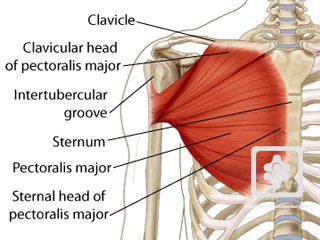 Clavicle
Clavicular head
of pectoralis major
Intertubercular
groove
Sternum
Pectoralis major
Sternal head of
pectoralis major